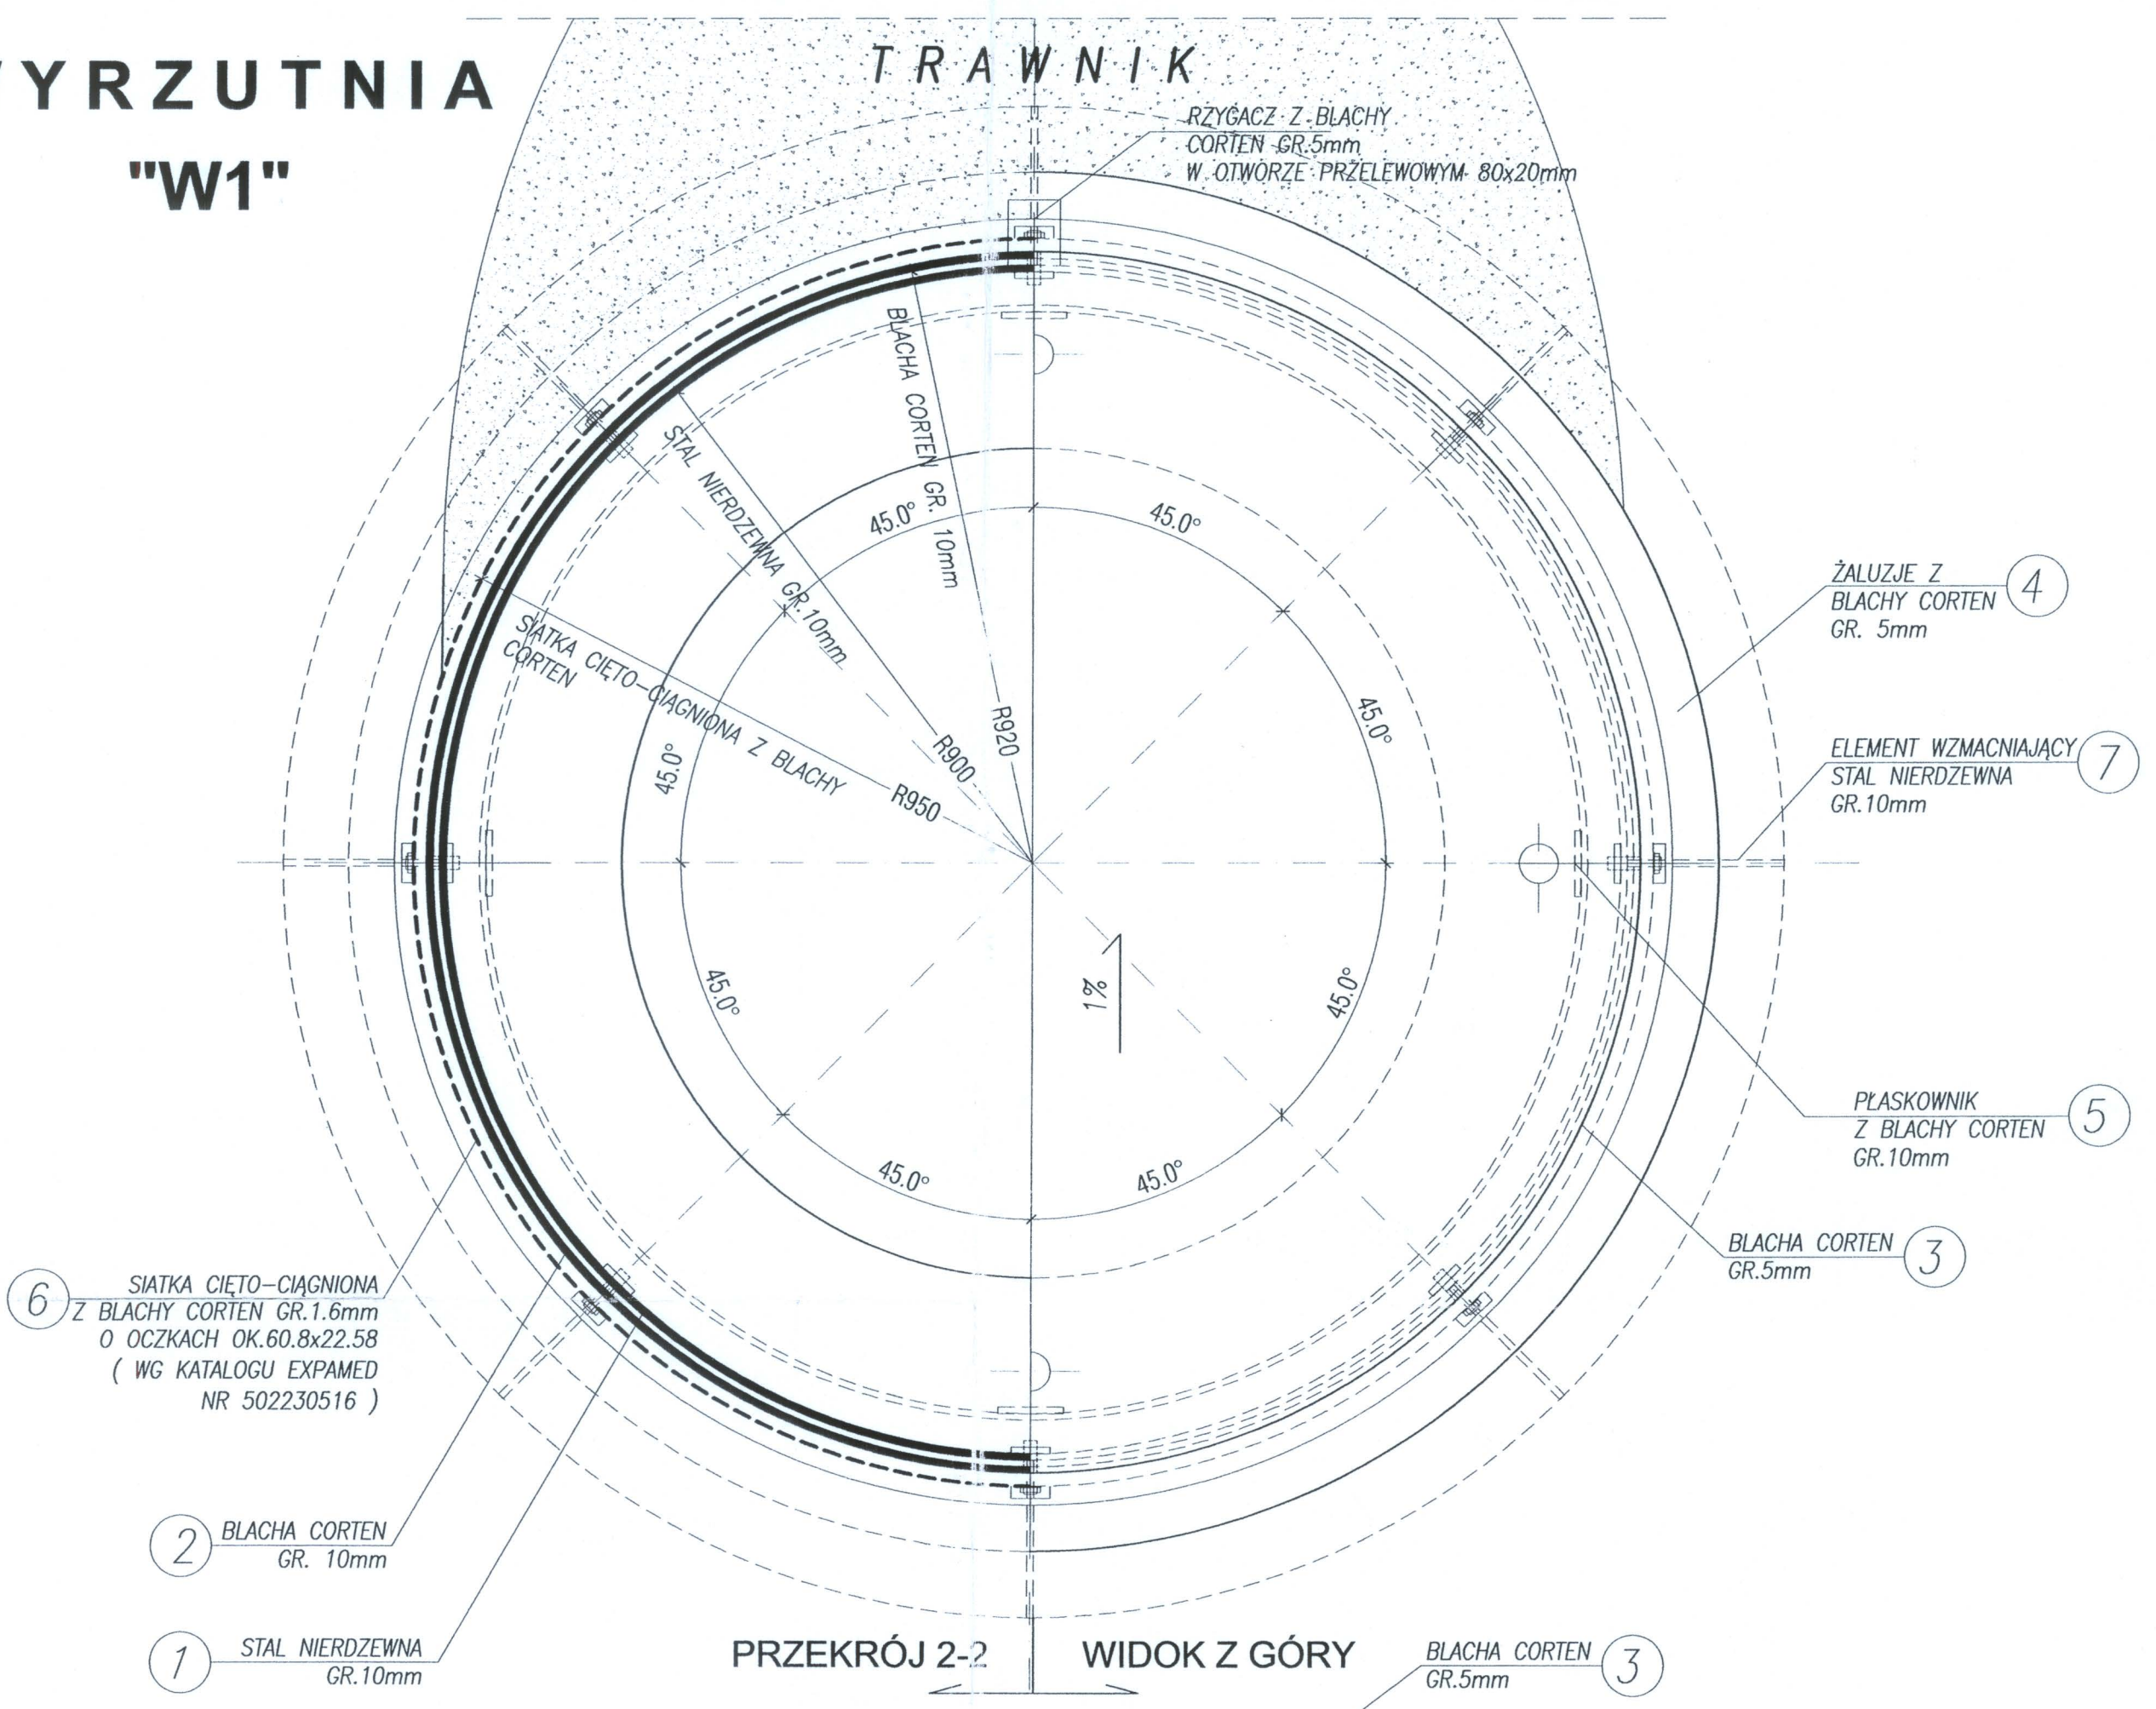 YRZUTNIA
"W1"
TRAWNIK
RZYGACZ Z BLACHY
CORTEN GR.5mm
W OTWORZE PRZELEWOWYM 80x20mm
BLACHA CORTEN GR. 10mm
R920
STAL NIERDZEWNA GR.10mm
R900
SIATKA CIĘTO-CIĄGNIONA Z BLACHY
CORTEN
R950
45.0°
45.0°
45.0°
45.0°
45.0°
45.0°
45.0°
45.0°
1%
ŻALUZJE Z
BLACHY CORTEN
GR. 5mm
4
ELEMENT WZMACNIAJĄCY
STAL NIERDZEWNA
GR.10mm
7
PŁASKOWNIK
Z BLACHY CORTEN
GR.10mm
5
BLACHA CORTEN
GR.5mm
3
6
SIATKA CIĘTO-CIĄGNIONA
Z BLACHY CORTEN GR.1.6mm
O OCZKACH OK.60.8x22.58
( WG KATALOGU EXPAMED
NR 502230516 )
2
BLACHA CORTEN
GR. 10mm
1
STAL NIERDZEWNA
GR.10mm
PRZEKRÓJ 2-2
WIDOK Z GÓRY
BLACHA CORTEN
GR.5mm
3